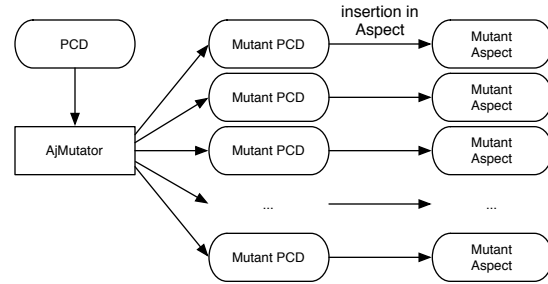 insertion in
Aspect
PCD
Mutant PCD
Mutant
Aspect
Mutant PCD
Mutant
Aspect
AjMutator
Mutant PCD
Mutant
Aspect
...
...
Mutant PCD
Mutant
Aspect